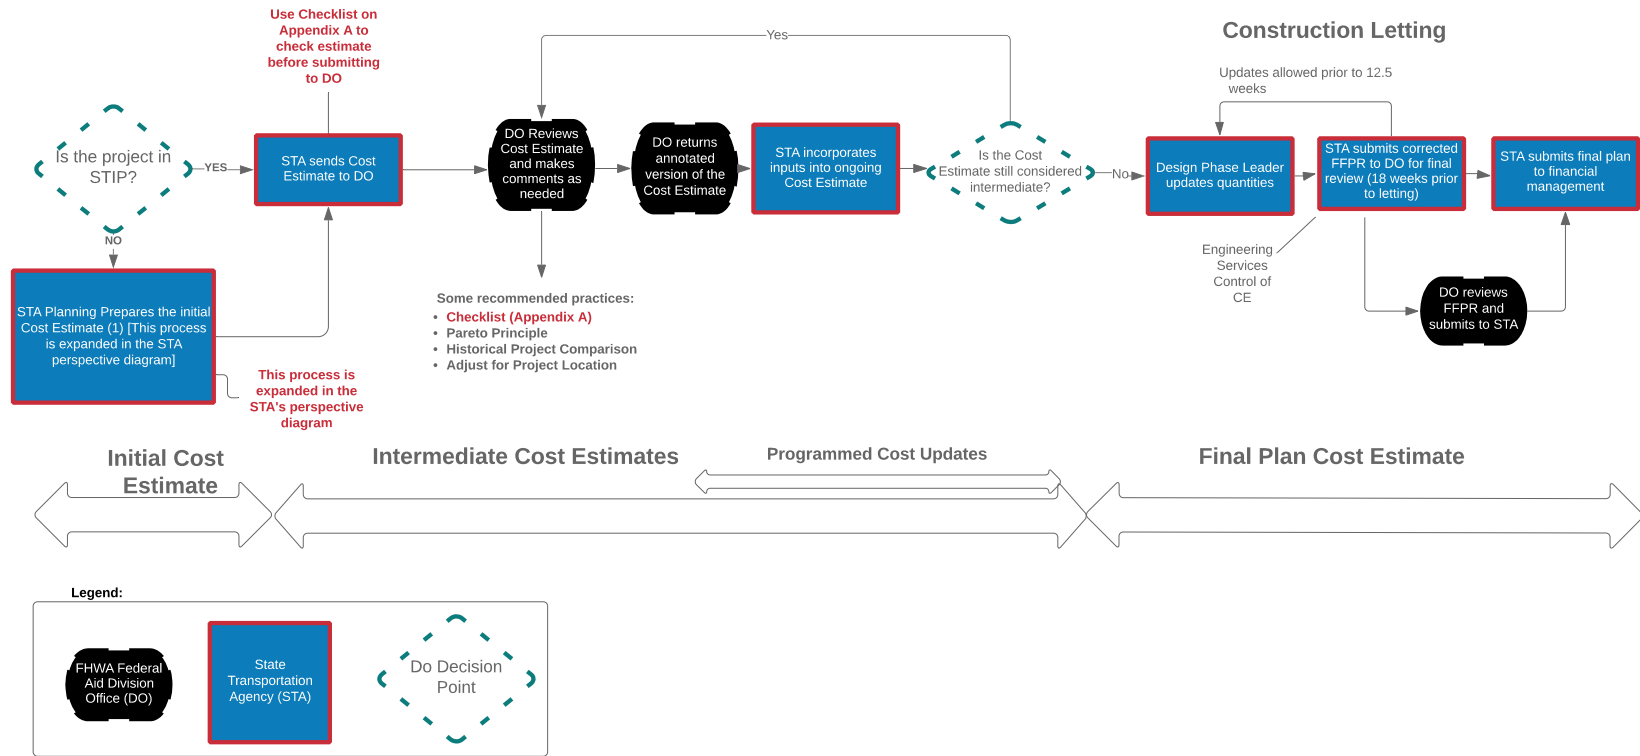 Use Checklist on
Appendix A to
check estimate
before submitting
to DO
Is the project in
STIP?
YES
NO
STA sends Cost
Estimate to DO
STA Planning Prepares the initial
Cost Estimate (1) [This process
is expanded in the STA
perspective diagram]
This process is
expanded in the
STA's perspective
diagram
Yes
DO Reviews
Cost Estimate
and makes
comments as
needed
DO returns
annotated
version of the
Cost Estimate
STA incorporates
inputs into ongoing
Cost Estimate
Is the Cost
Estimate still considered
intermediate?
No
Some recommended practices:
• Checklist (Appendix A)
• Pareto Principle
• Historical Project Comparison
• Adjust for Project Location
Construction Letting
Updates allowed prior to 12.5
weeks
Design Phase Leader
updates quantities
STA submits corrected
FFPR to DO for final
review (18 weeks prior
to letting)
STA submits final plan
to financial
management
Engineering
Services
Control of
CE
DO reviews
FFPR and
submits to STA
Initial Cost
Estimate
Intermediate Cost Estimates
Programmed Cost Updates
Final Plan Cost Estimate
Legend:
FHWA Federal
Aid Division
Office (DO)
State
Transportation
Agency (STA)
Do Decision
Point